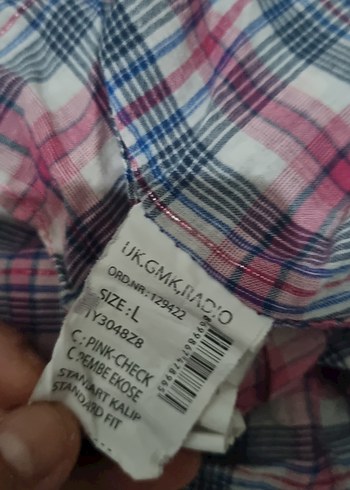 UK.GMK.RADIO
ORD.NR: 129422
SIZE: L
1Y3048Z8
C : PINK-CHECK
C :PEMBE EKOSE
STANDART KALIP
STANDARD FIT